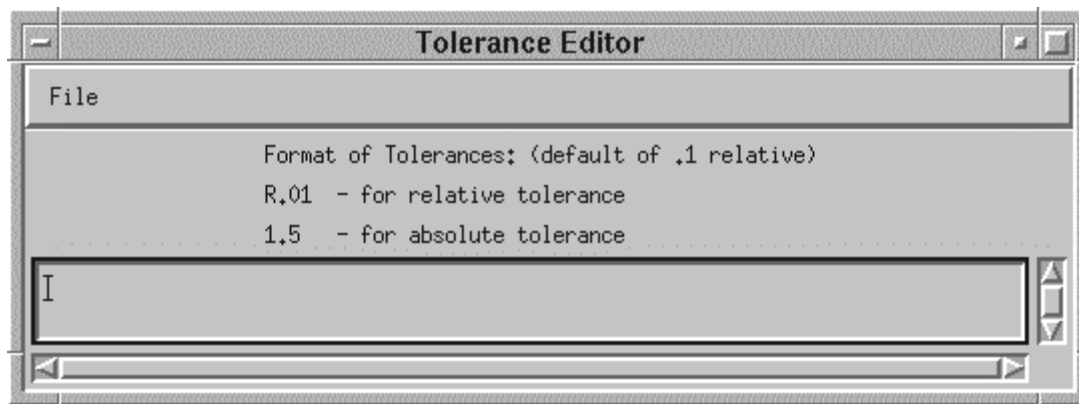 Tolerance Editor
File
Format of Tolerances: (default of .1 relative)
R.01 - for relative tolerance
1.5 - for absolute tolerance